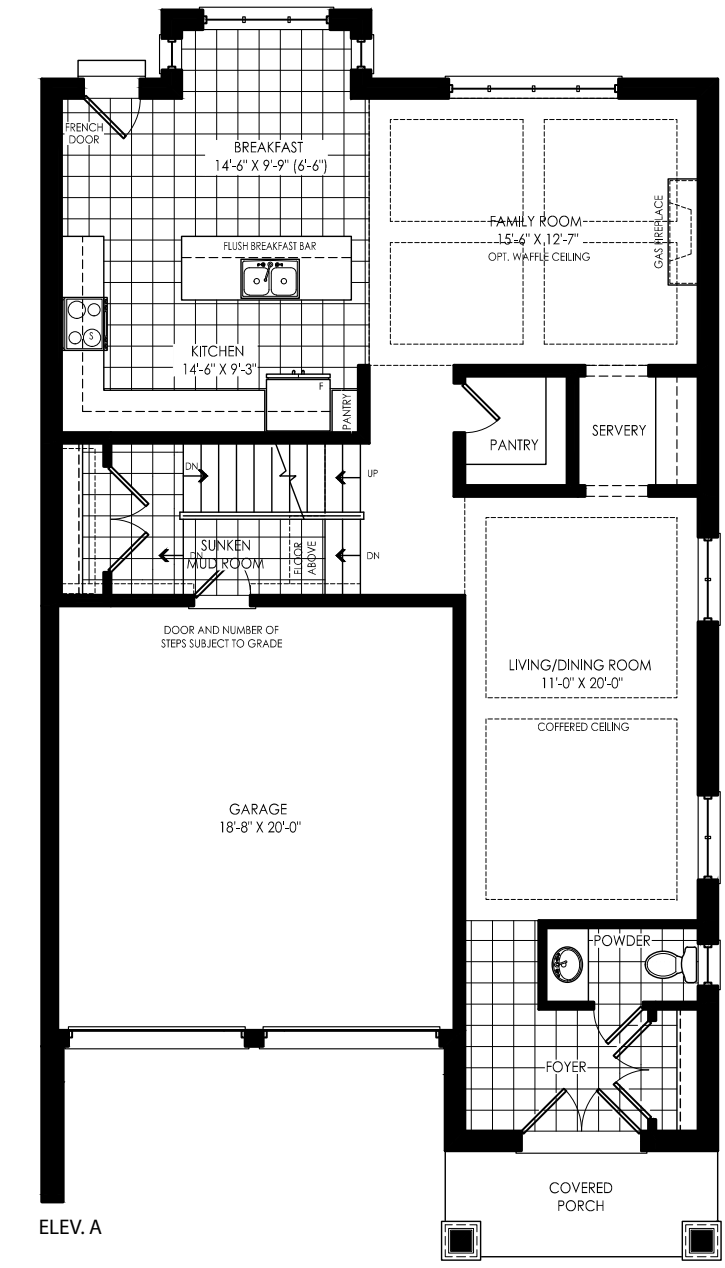 FRENCH
DOOR
BREAKFAST
14'-6" X 9'-9" (6'-6")
FLUSH BREAKFAST BAR
FAMILY ROOM
15'-6" X 12'-7"
OPT. WAFFLE CEILING
GAS FIREPLACE
S
KITCHEN
14'-6" X 9'-3"
F
PANTRY
PANTRY
SERVERY
DN
UP
SUNKEN
MUD ROOM
DN
FLOOR
ABOVE
DN
DOOR AND NUMBER OF
STEPS SUBJECT TO GRADE
LIVING/DINING ROOM
11'-0" X 20'-0"
COFFERED CEILING
GARAGE
18'-8" X 20'-0"
POWDER
FOYER
COVERED
PORCH
ELEV. A